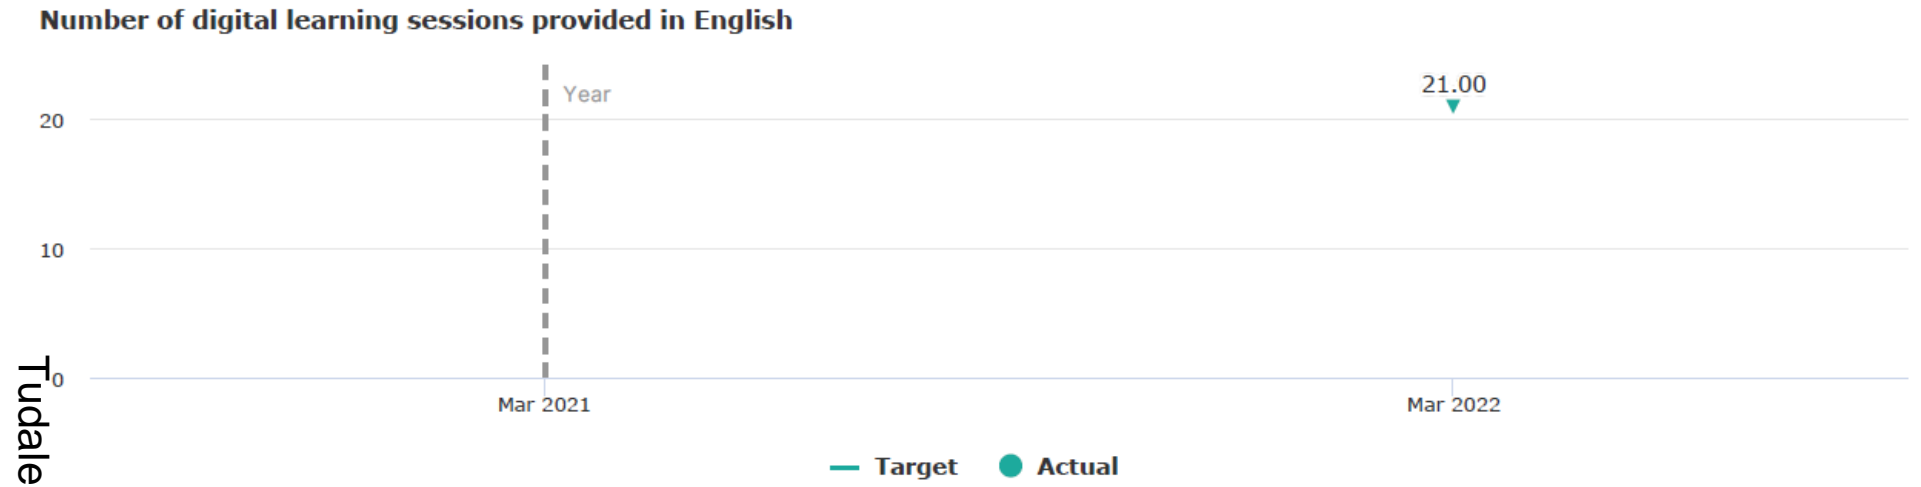 Number of digital learning sessions provided in English
Year
21.00
20
10
0
Mar 2021
Mar 2022
Target
Actual
Tudale